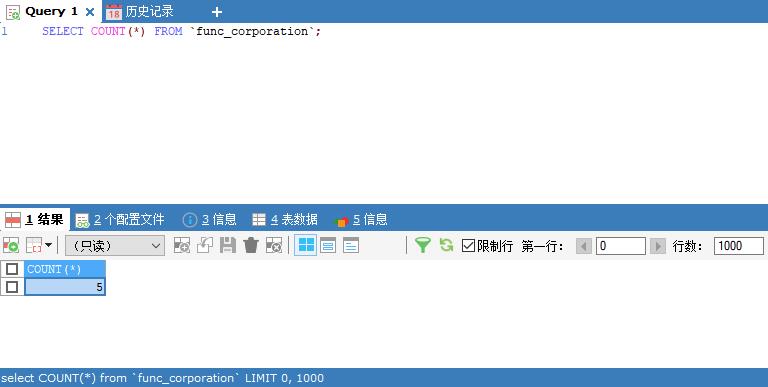 Query 1 历史记录
1 SELECT COUNT(*) FROM `func_corporation`;
1 结果 2 个配置文件 3 信息 4 表数据 5 信息
（只读） 限制行 第一行： 0 行数： 1000
COUNT(*)
5
select COUNT(*) from `func_corporation` LIMIT 0, 1000